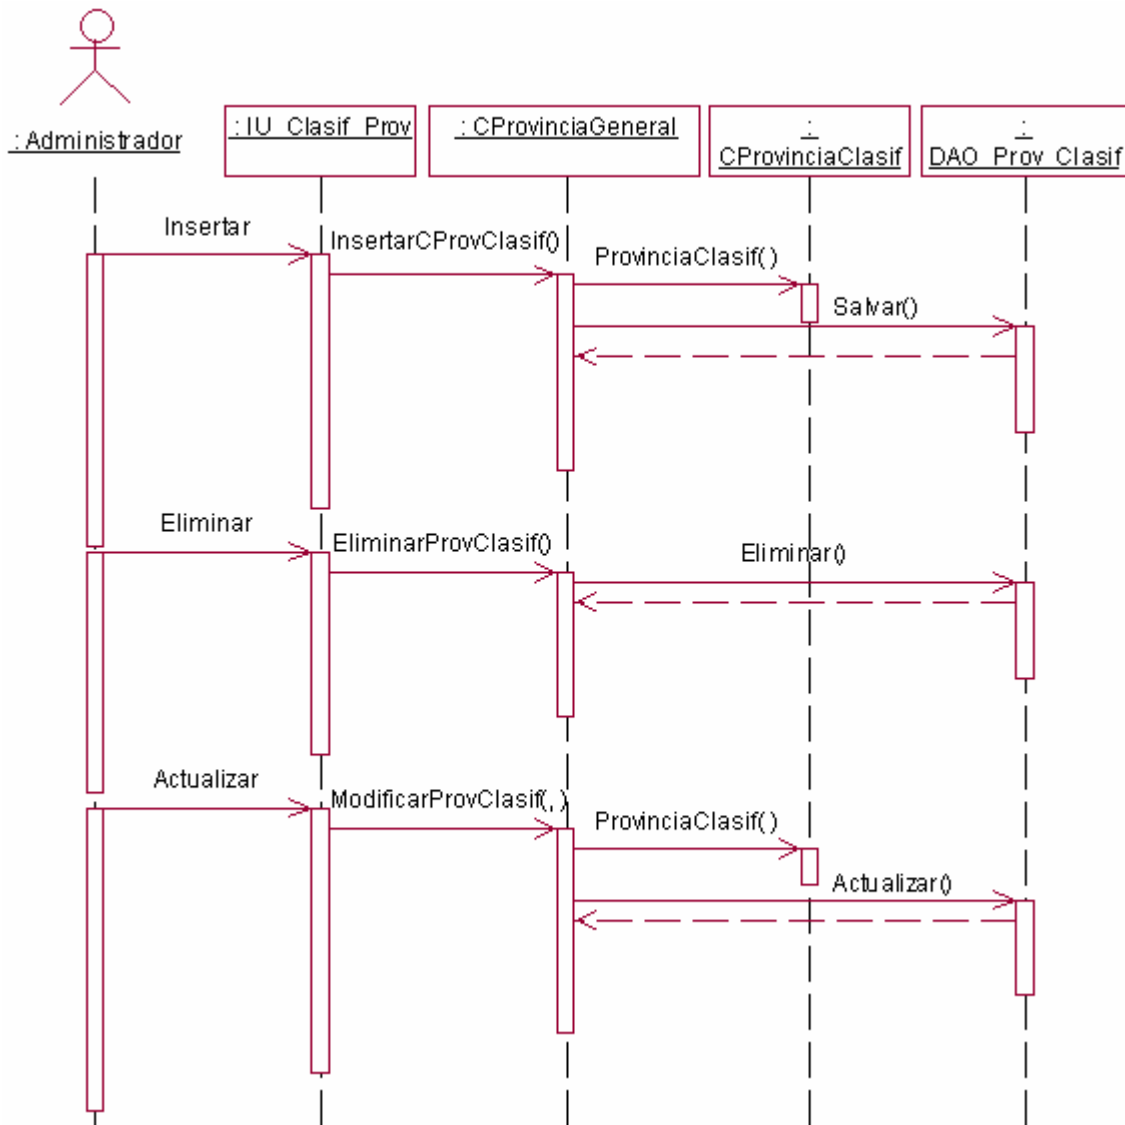 : Administrador
: IU_Clasif_Prov
: CProvinciaGeneral
:
CProvinciaClasif
:
DAO_Prov_Clasif
Insertar
InsertarCProvClasif()
ProvinciaClasif( )
Salvar()
Eliminar
EliminarProvClasif()
Eliminar()
Actualizar
ModificarProvClasif(, )
ProvinciaClasif( )
Actualizar()